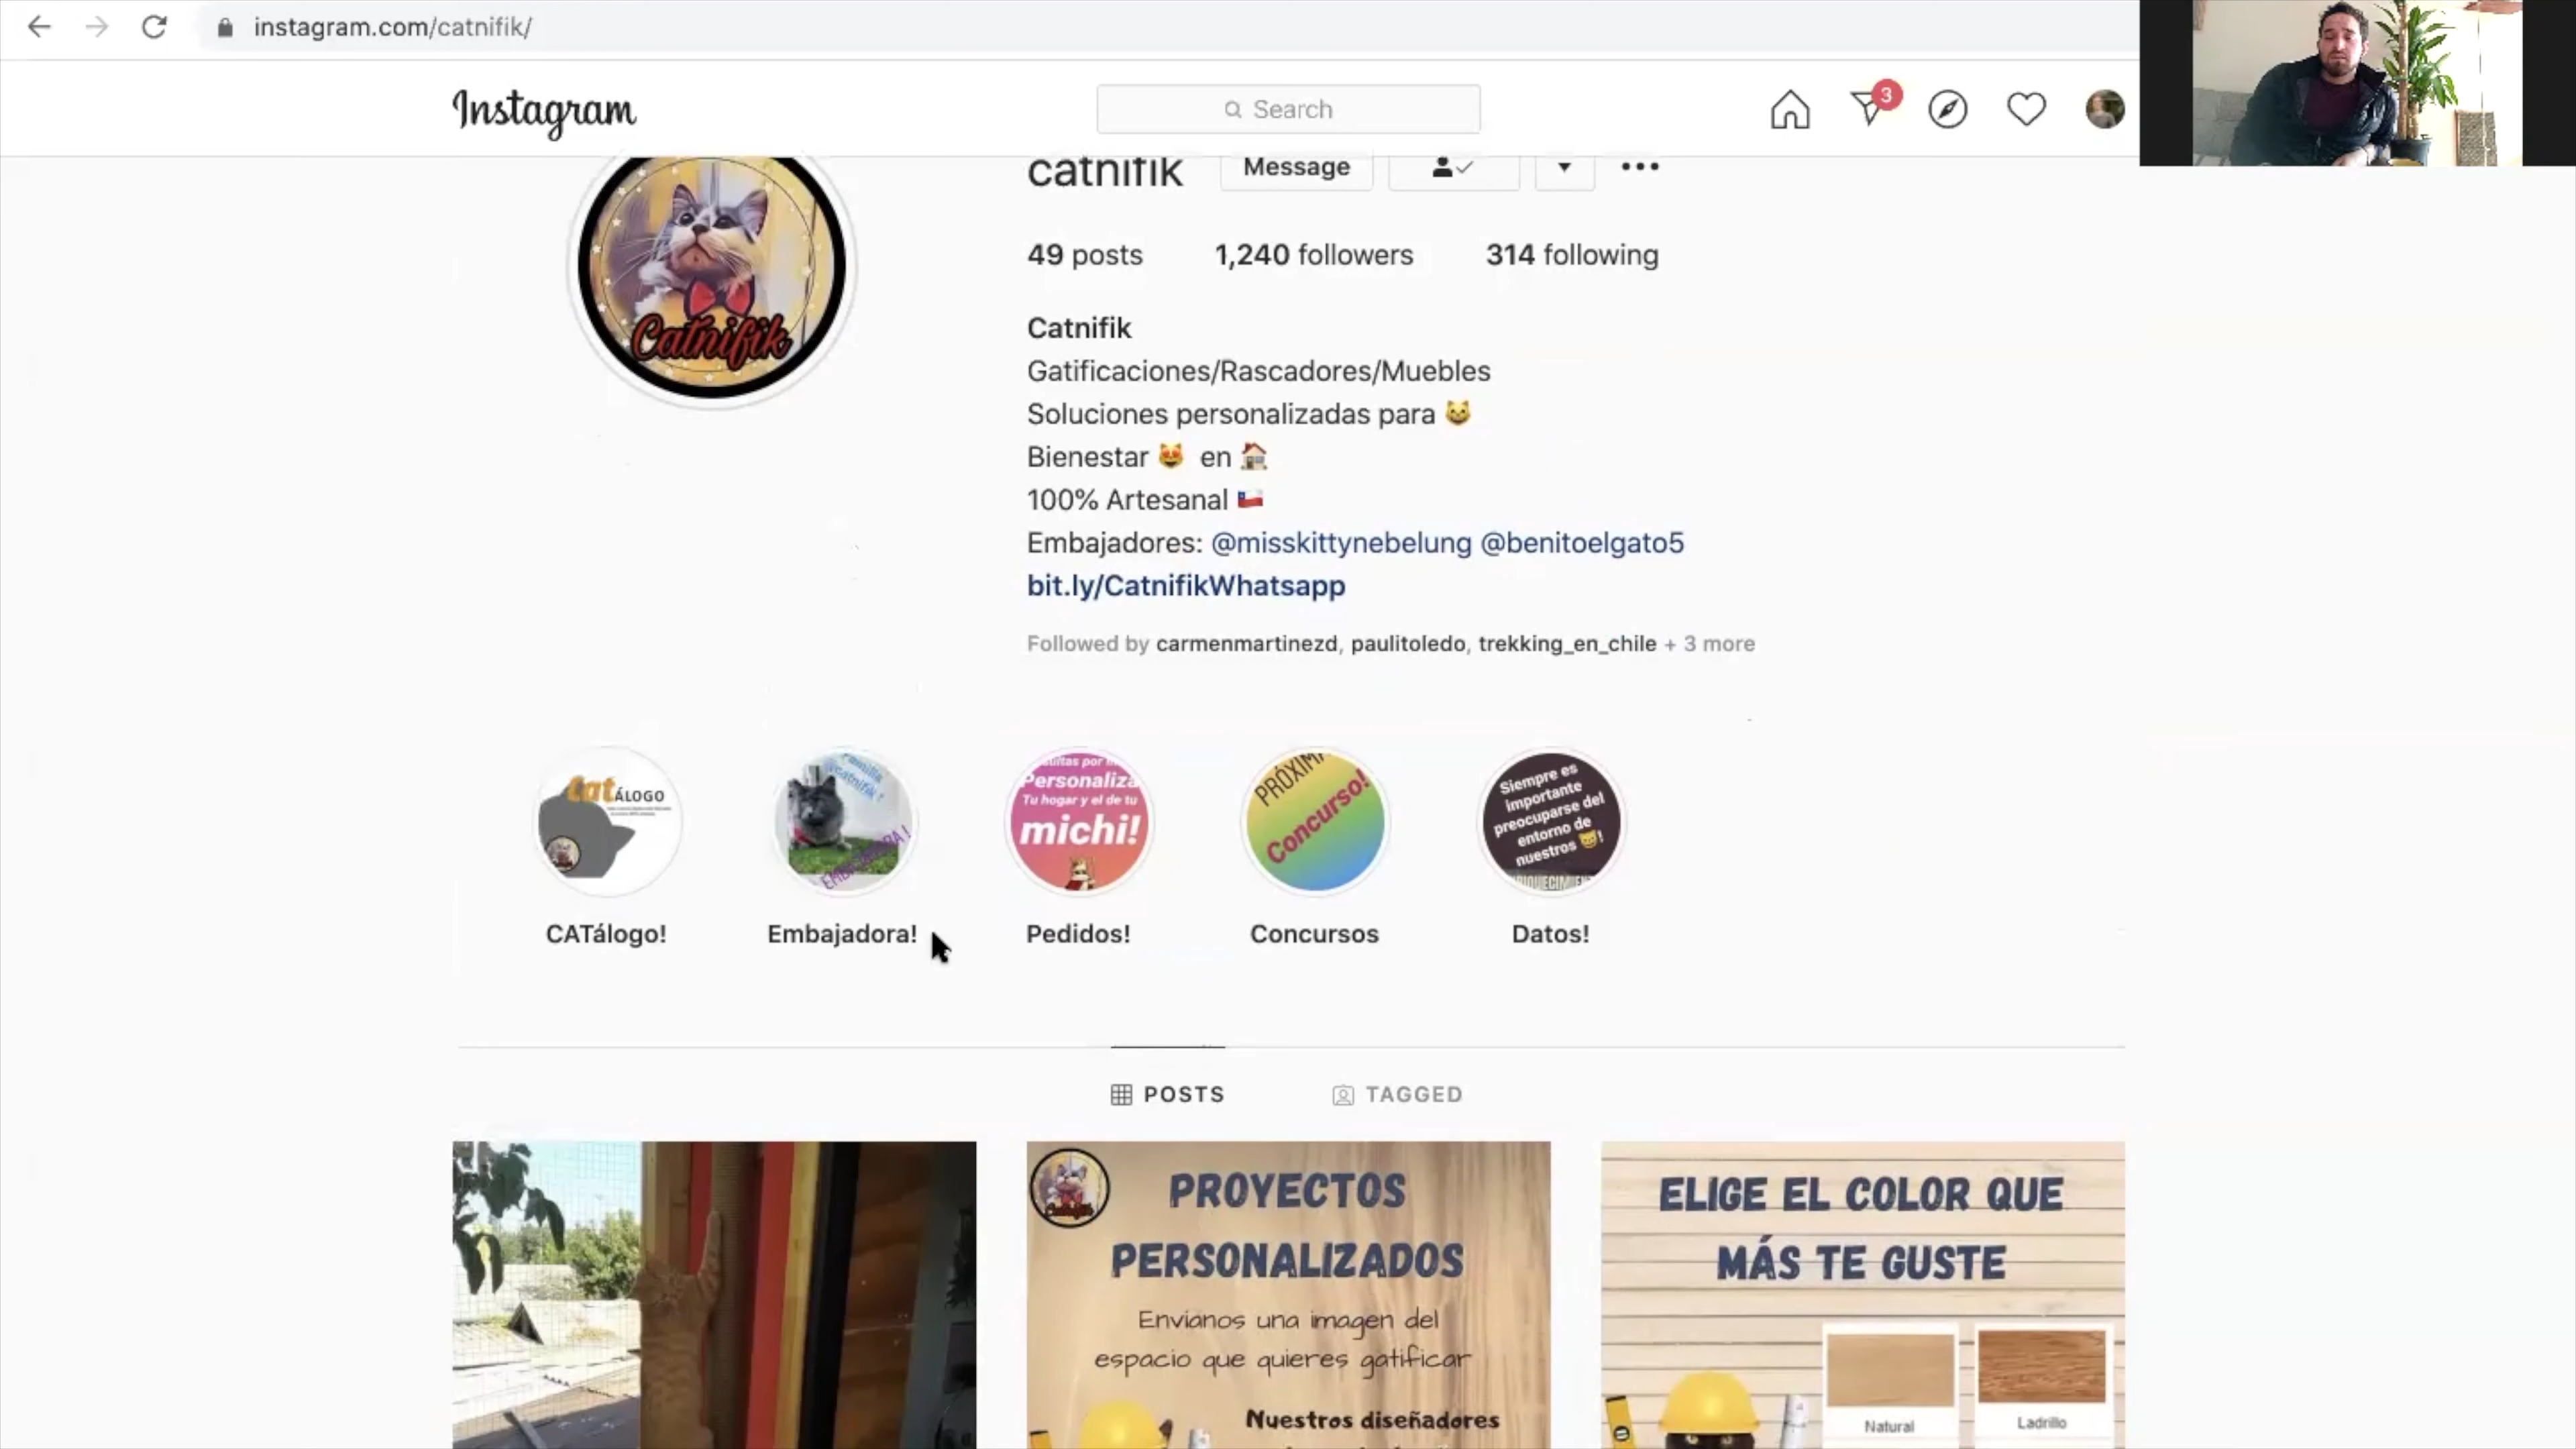 instagram.com/catnifik/
Instagram
Search
3
catnifik
Message
49 posts
1,240 followers
314 following
Catnifik
Catnifik
Gatificaciones/Rascadores/Muebles
Soluciones personalizadas para 😺
Bienestar 😻 en 🏠
100% Artesanal 🇨🇱
Embajadores: @misskittynebelung @benitoelgato5
bit.ly/CatnifikWhatsapp
Followed by carmenmartinezd, paulitoledo, trekking_en_chile + 3 more
catÁLOGO
Familia
@catnifik!
Personaliza
Tu hogar y el de tu
michi!
PRÓXIM
Concurso!
Siempre es
importante
preocuparse del
entorno de
nuestros 🐱!
CATálogo!
Embajadora!
Pedidos!
Concursos
Datos!
POSTS
TAGGED
PROYECTOS
PERSONALIZADOS
Envianos una imagen del
espacio que quieres gatificar
Nuestros diseñadores
ELIGE EL COLOR QUE
MÁS TE GUSTE
Natural
Ladrillo